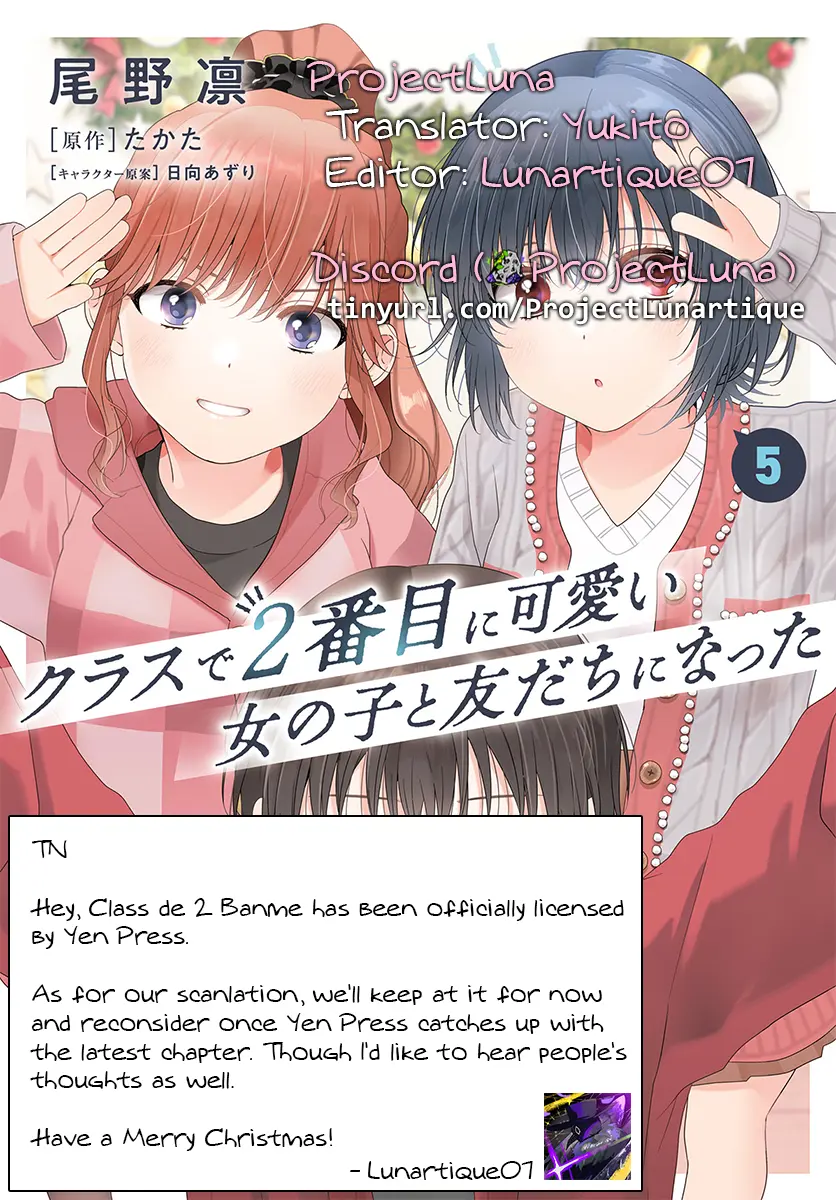 尾野凛
[原作]たかた
[キャラクター原案]日向あずり
- ProjectLuna
Translator: Yukito
Editor: Lunartique07
Discord (ProjectLuna)
tinyurl.com/ProjectLunartique
5
クラスで2番目に可愛い
女の子と友だちになった
TN
Hey, Class de 2 Banme has been officially licensed
by Yen Press.
As for our scanlation, we'll keep at it for now
and reconsider once Yen Press catches up with
the latest chapter. Though I'd like to hear people's
thoughts as well.
Have a Merry Christmas!
- Lunartique07